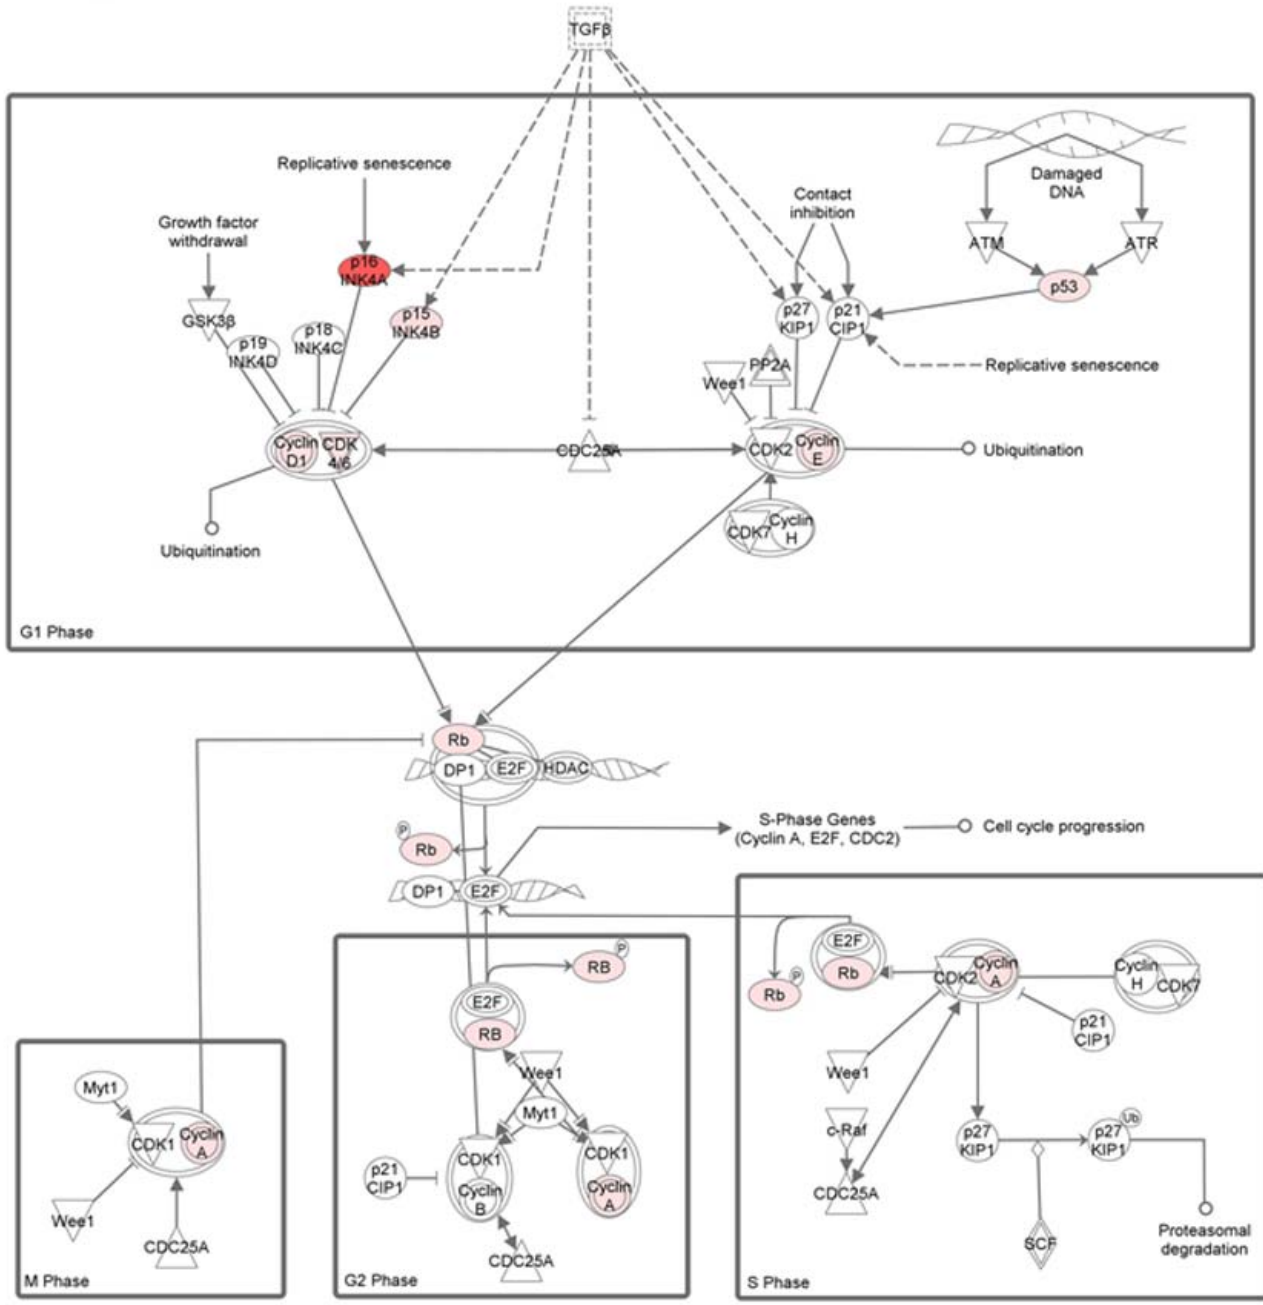 TGFβ
Replicative senescence
Damaged
DNA
Contact
inhibition
Growth factor
withdrawal
ATM
ATR
p16
INK4A
p53
GSK3β
p15
INK4B
p27
KIP1
p21
CIP1
p18
INK4C
p19
INK4D
PP2A
Replicative senescence
Wee1
Cyclin
D1
CDK
4/6
CDC25A
CDK2
Cyclin
E
Ubiquitination
CDK7
Cyclin
H
Ubiquitination
G1 Phase
Rb
DP1
E2F
HDAC
P
Rb
S-Phase Genes
(Cyclin A, E2F, CDC2)
Cell cycle progression
DP1
E2F
P
RB
E2F
RB
Wee1
Myt1
CDK1
Cyclin
B
CDK1
Cyclin
A
p21
CIP1
CDC25A
G2 Phase
Myt1
CDK1
Cyclin
A
Wee1
CDC25A
M Phase
E2F
Rb
P
Rb
CDK2
Cyclin
A
Cyclin
H
CDK7
p21
CIP1
Wee1
c-Raf
CDC25A
p27
KIP1
Ub
p27
KIP1
SCF
Proteasomal
degradation
S Phase